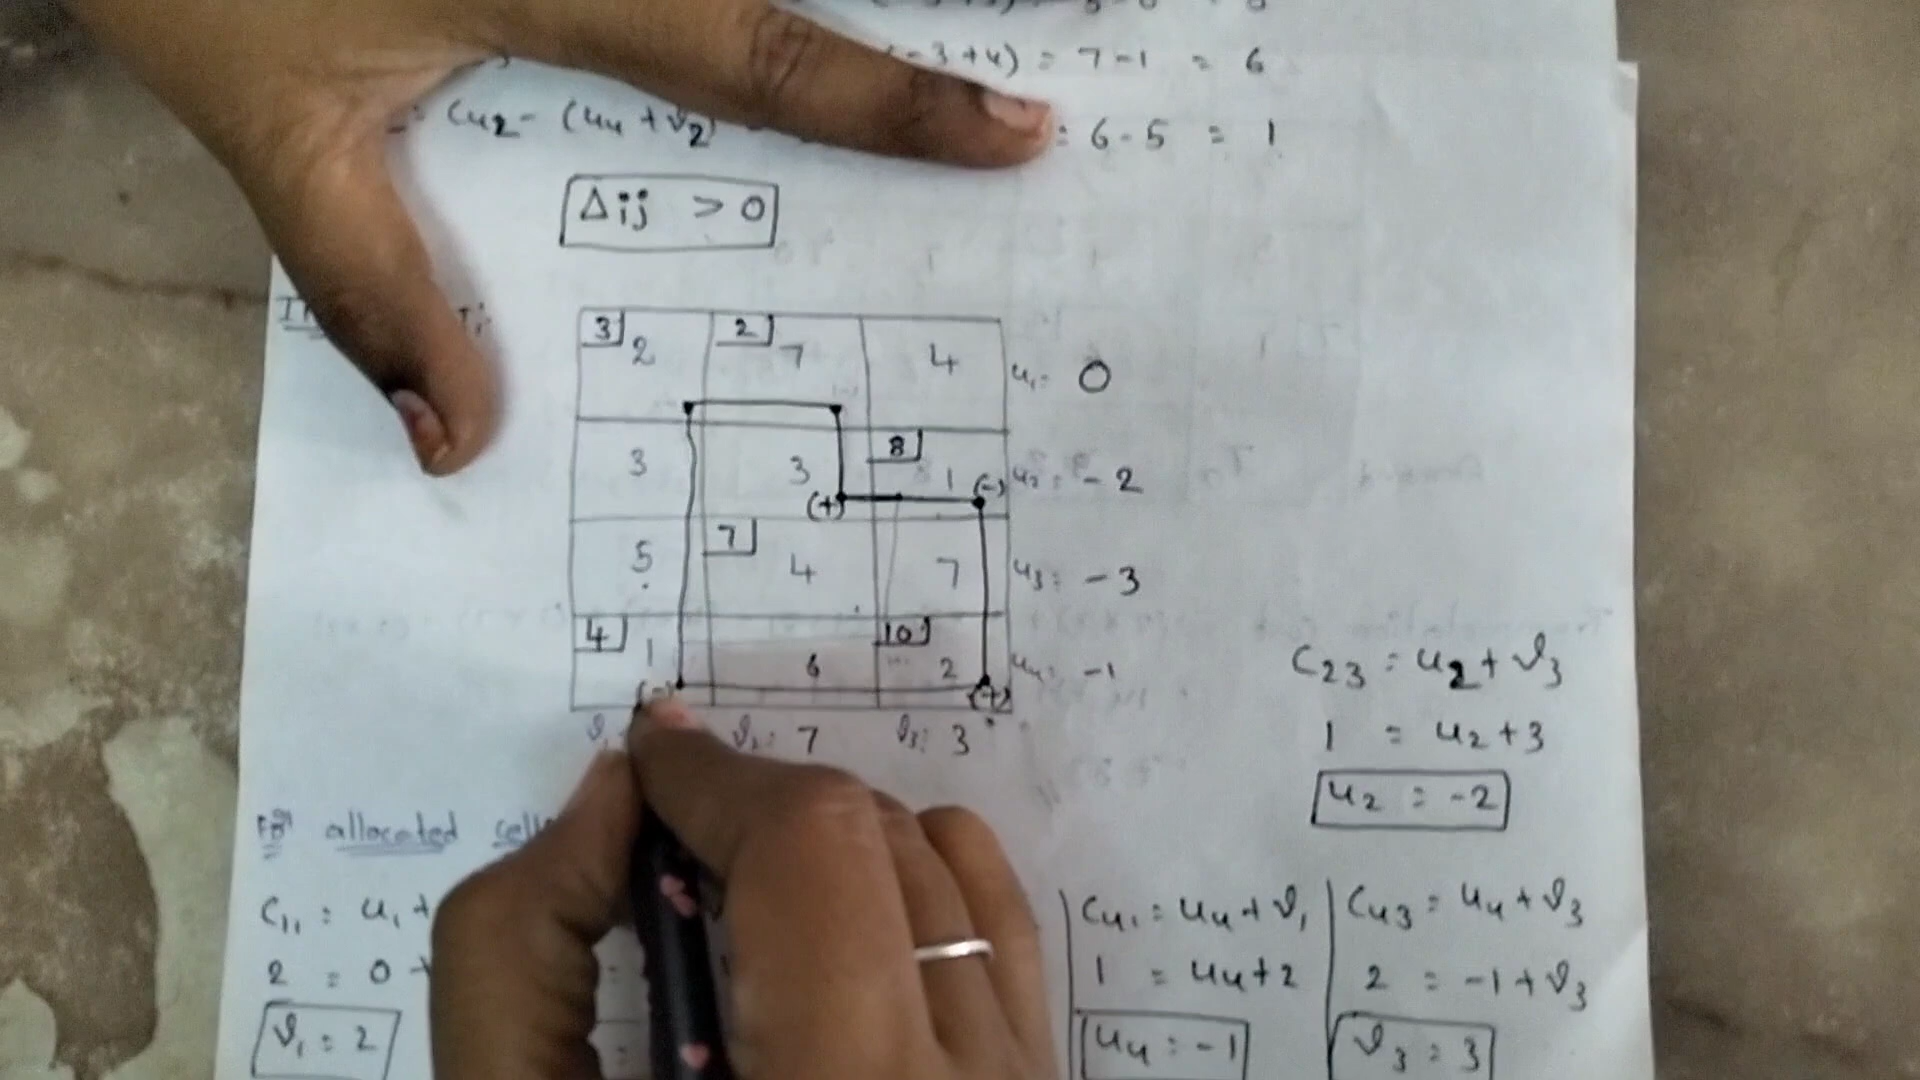 -3+4) = 7-1 = 6
= C42 - (u4 + v2) = 6-5 = 1
Δij > 0
3 2 2 7 4 u1= 0
3 3 8 1 (-) u2= -2
(+)
5 7 4 7 u3= -3
4 1 6 10 2 u4= -1
(-) (+)
v2= 7 v3= 3
C23 = u2 + v3
1 = u2+3
u2 = -2
For allocated
C11 = u1 +
2 = 0 +
v1 = 2
C41 = u4 + v1
1 = u4+2
u4 = -1
C43 = u4 + v3
2 = -1 + v3
v3 = 3